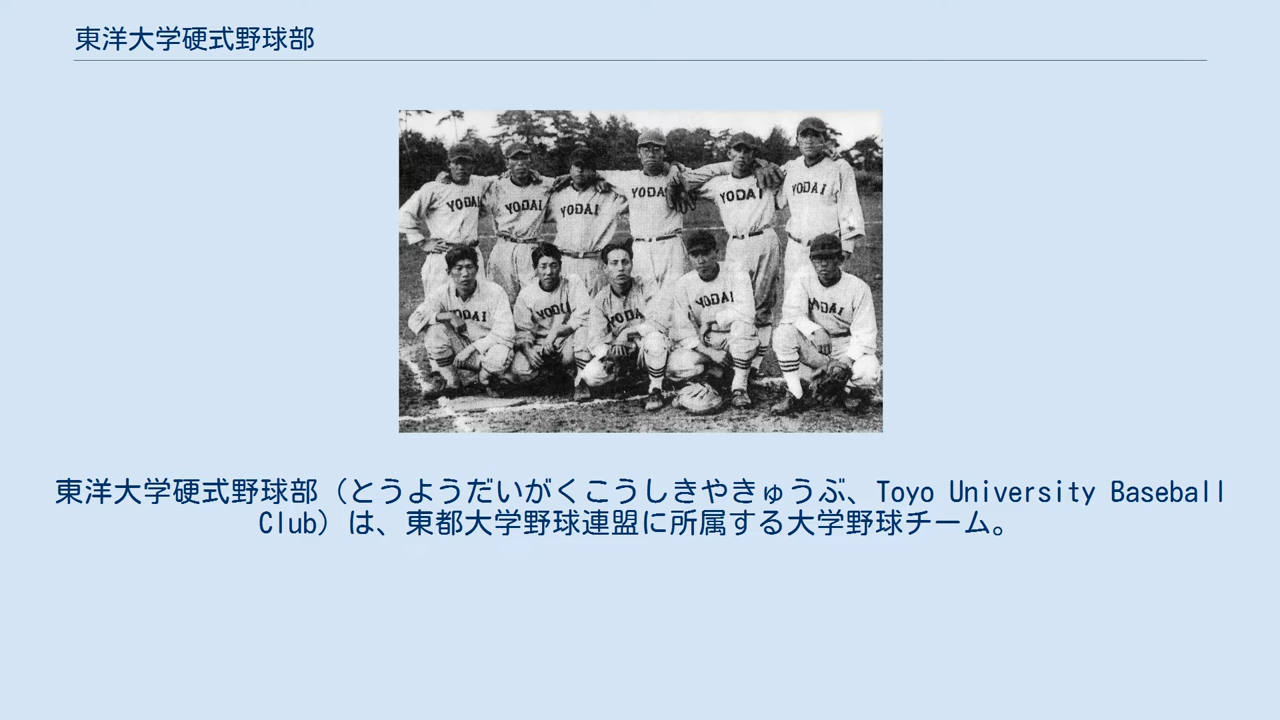 東洋大学硬式野球部
YODAI YODAI YODAI YODAI YODAI YODAI
YODAI YODAI YODAI YODAI YODAI
東洋大学硬式野球部（とうようだいがくこうしきやきゅうぶ、Toyo University Baseball
Club）は、東都大学野球連盟に所属する大学野球チーム。